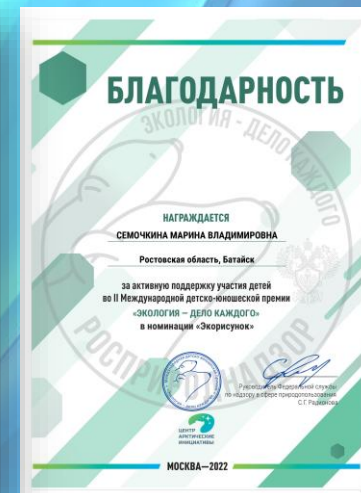 БЛАГОДАРНОСТЬ
ЭКОЛОГИЯ - ДЕЛО КАЖДОГО
НАГРАЖДАЕТСЯ
СЕМОЧКИНА МАРИНА ВЛАДИМИРОВНА
Ростовская область, Батайск
за активную поддержку участия детей
во II Международной детско-юношеской премии
«ЭКОЛОГИЯ – ДЕЛО КАЖДОГО»
в номинации «Экорисунок»
РОСПРИРОДНАДЗОР
Руководитель Федеральной службы
по надзору в сфере природопользования
С.Г. Радионова
ЦЕНТР
АРКТИЧЕСКИЕ
ИНИЦИАТИВЫ
МОСКВА—2022